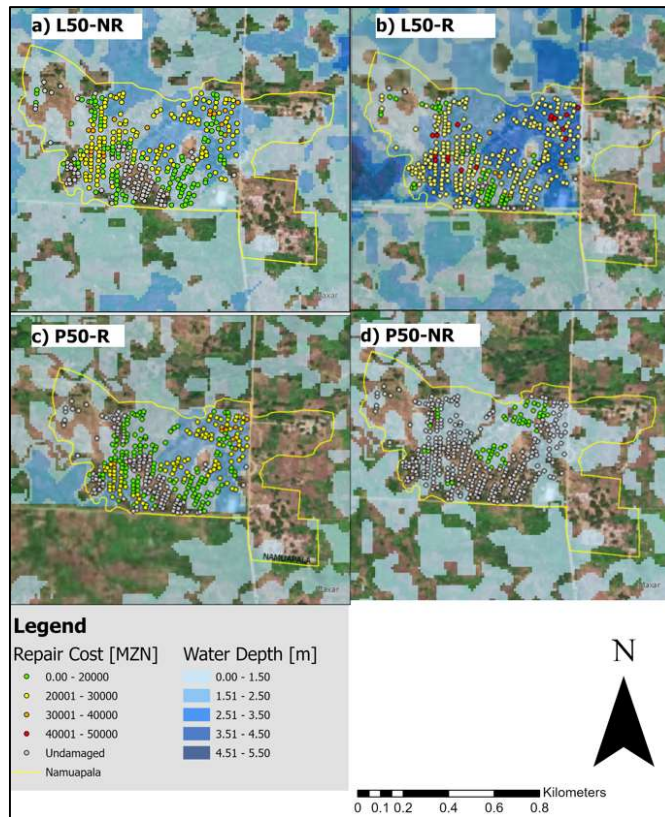 a) L50-NR
b) L50-R
Maxar
c) P50-R
d) P50-NR
NAMUAPALA
Maxar
Legend
Repair Cost [MZN]
0.00 - 20000
20001 - 30000
30001 - 40000
40001 - 50000
Undamaged
Namuapala
Water Depth [m]
0.00 - 1.50
1.51 - 2.50
2.51 - 3.50
3.51 - 4.50
4.51 - 5.50
N
Kilometers
0 0.1 0.2 0.4 0.6 0.8